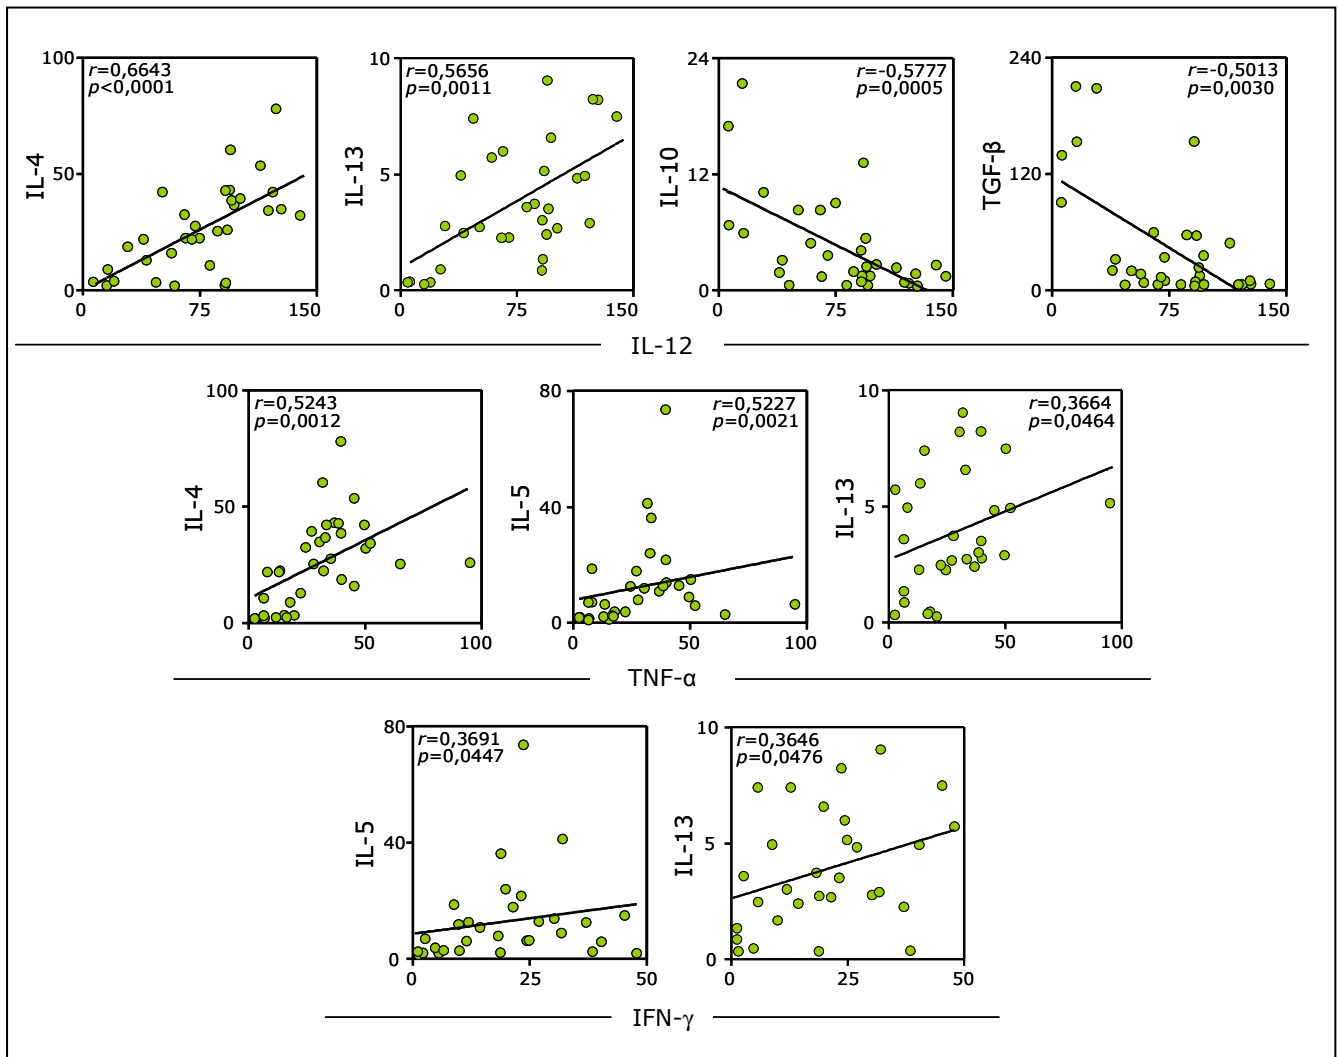 100
50
0
0 75 150
IL-4
r=0,6643
p<0,0001
10
5
0
0 75 150
IL-13
r=0,5656
p=0,0011
24
12
0
0 75 150
IL-10
r=-0,5777
p=0,0005
240
120
0
0 75 150
TGF-β
r=-0,5013
p=0,0030
IL-12
100
50
0
0 50 100
IL-4
r=0,5243
p=0,0012
80
40
0
0 50 100
IL-5
r=0,5227
p=0,0021
10
5
0
0 50 100
IL-13
r=0,3664
p=0,0464
TNF-α
80
40
0
0 25 50
IL-5
r=0,3691
p=0,0447
10
5
0
0 25 50
IL-13
r=0,3646
p=0,0476
IFN-γ